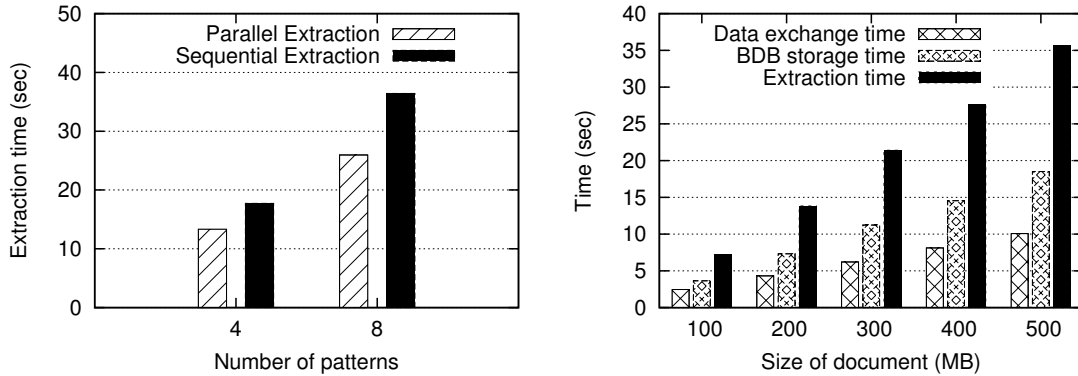 50
40
30
20
10
0
Extraction time (sec)
Parallel Extraction
Sequential Extraction
4
8
Number of patterns
40
35
30
25
20
15
10
5
0
Time (sec)
Data exchange time
BDB storage time
Extraction time
100
200
300
400
500
Size of document (MB)